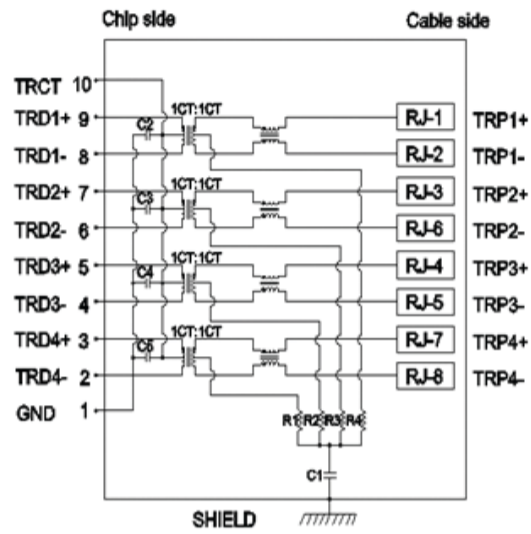 Chip side Cable side
TRCT 10
1CT:1CT
TRD1+ 9 RJ-1 TRP1+
C2
TRD1- 8 RJ-2 TRP1-
1CT:1CT
TRD2+ 7 RJ-3 TRP2+
C3
TRD2- 6 RJ-6 TRP2-
1CT:1CT
TRD3+ 5 RJ-4 TRP3+
C4
TRD3- 4 RJ-5 TRP3-
1CT:1CT
TRD4+ 3 RJ-7 TRP4+
C5
TRD4- 2 RJ-8 TRP4-
GND 1
R1 R2 R3 R4
C1
SHIELD